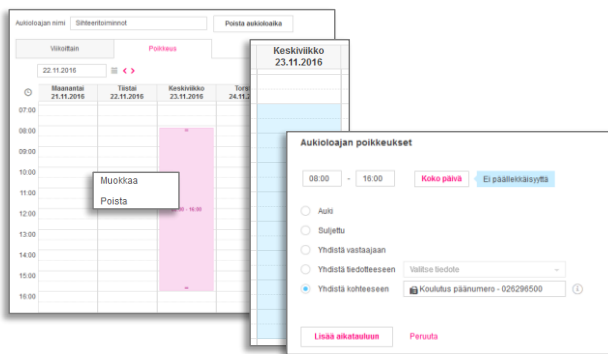 Aukioloajan nimi Sihteeritoiminnot Poista aukioloaika
Viikoittain Poikkeus
22.11.2016 < >
Maanantai 21.11.2016 Tiistai 22.11.2016 Keskiviikko 23.11.2016 24.11.2
07:00
08:00
09:00
10:00
11:00
12:00
13:00
14:00
15:00
16:00
Muokkaa
Poista
- 16:00
Keskiviikko
23.11.2016
Aukioloajan poikkeukset
08:00 - 16:00 Koko päivä Ei päällekkäisyyttä
Auki
Suljettu
Yhdistä vastaajaan
Yhdistä tiedotteeseen Valitse tiedote
Yhdistä kohteeseen Koulutus päänumero - 026296500
Lisää aikatauluun Peruuta